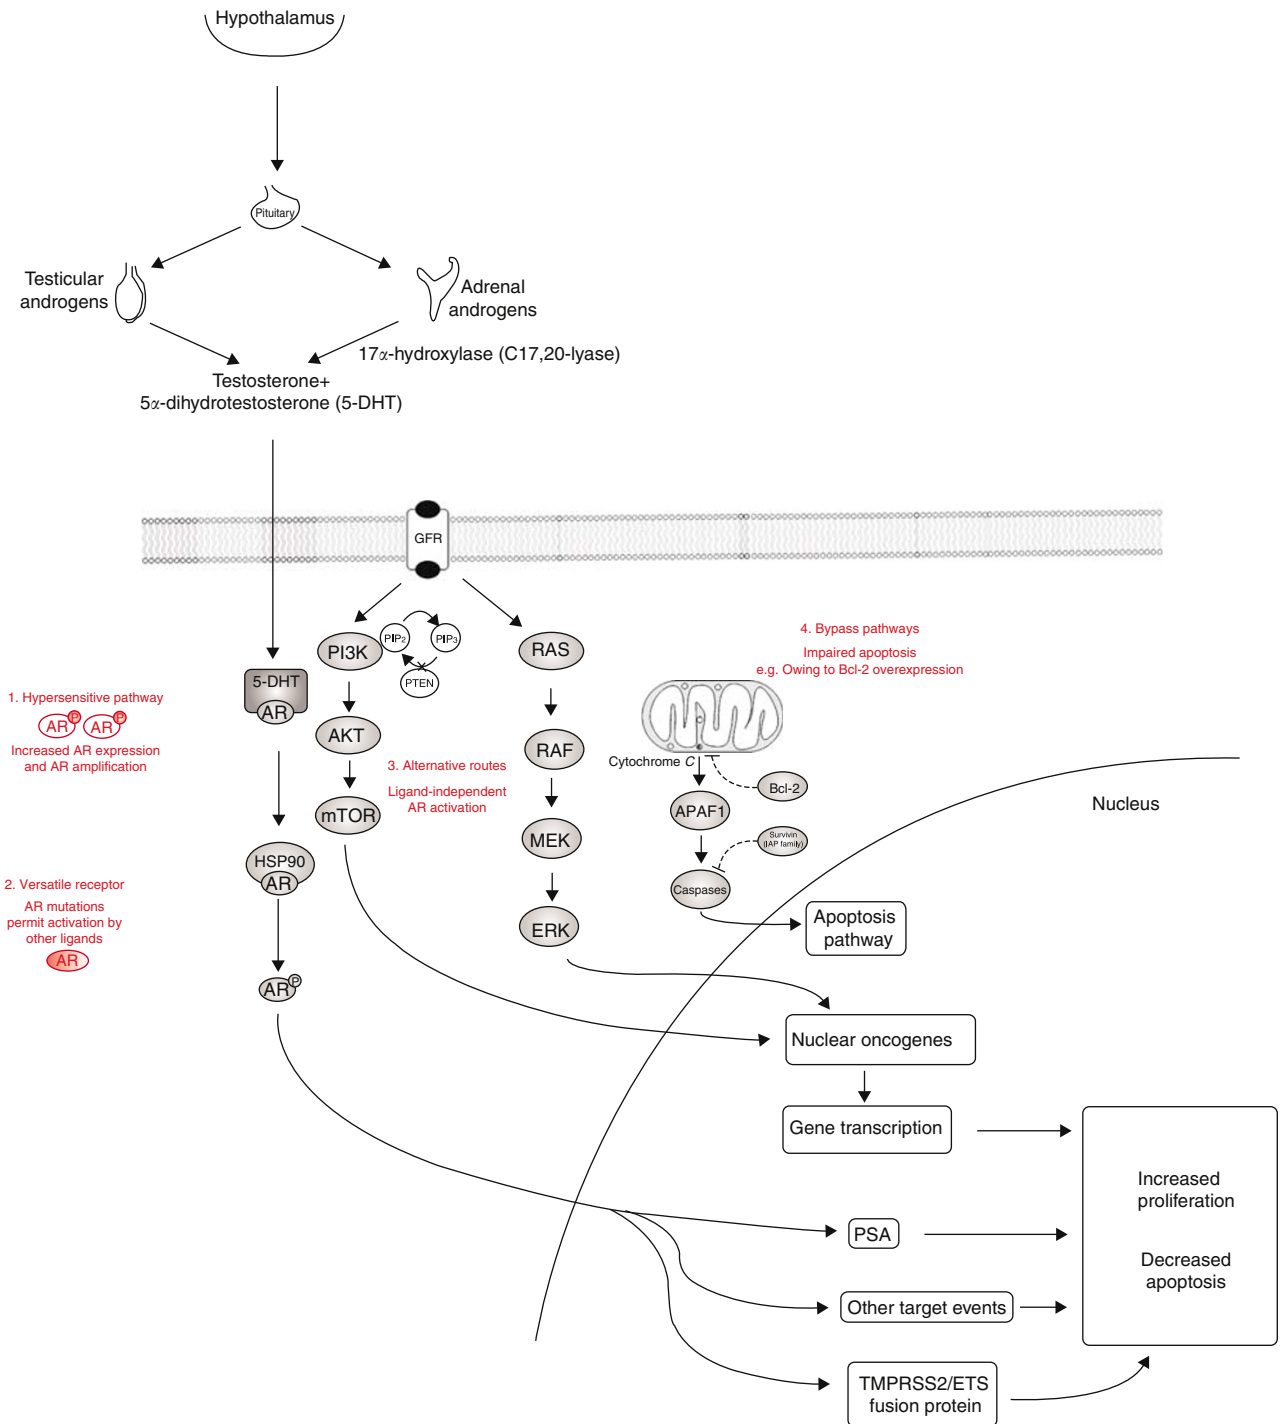 Hypothalamus
Pituitary
Testicular
androgens
Adrenal
androgens
17α-hydroxylase (C17,20-lyase)
Testosterone+
5α-dihydrotestosterone (5-DHT)
GFR
PI3K
PIP2
PIP3
PTEN
RAS
4. Bypass pathways
Impaired apoptosis
e.g. Owing to Bcl-2 overexpression
5-DHT
AR
1. Hypersensitive pathway
AR P AR P
Increased AR expression
and AR amplification
AKT
3. Alternative routes
Ligand-independent
AR activation
mTOR
RAF
MEK
ERK
Cytochrome C
Bcl-2
APAF1
Survivin
(IAP family)
Caspases
Apoptosis
pathway
Nucleus
HSP90
AR
2. Versatile receptor
AR mutations
permit activation by
other ligands
AR
AR P
Nuclear oncogenes
Gene transcription
PSA
Other target events
TMPRSS2/ETS
fusion protein
Increased
proliferation
Decreased
apoptosis